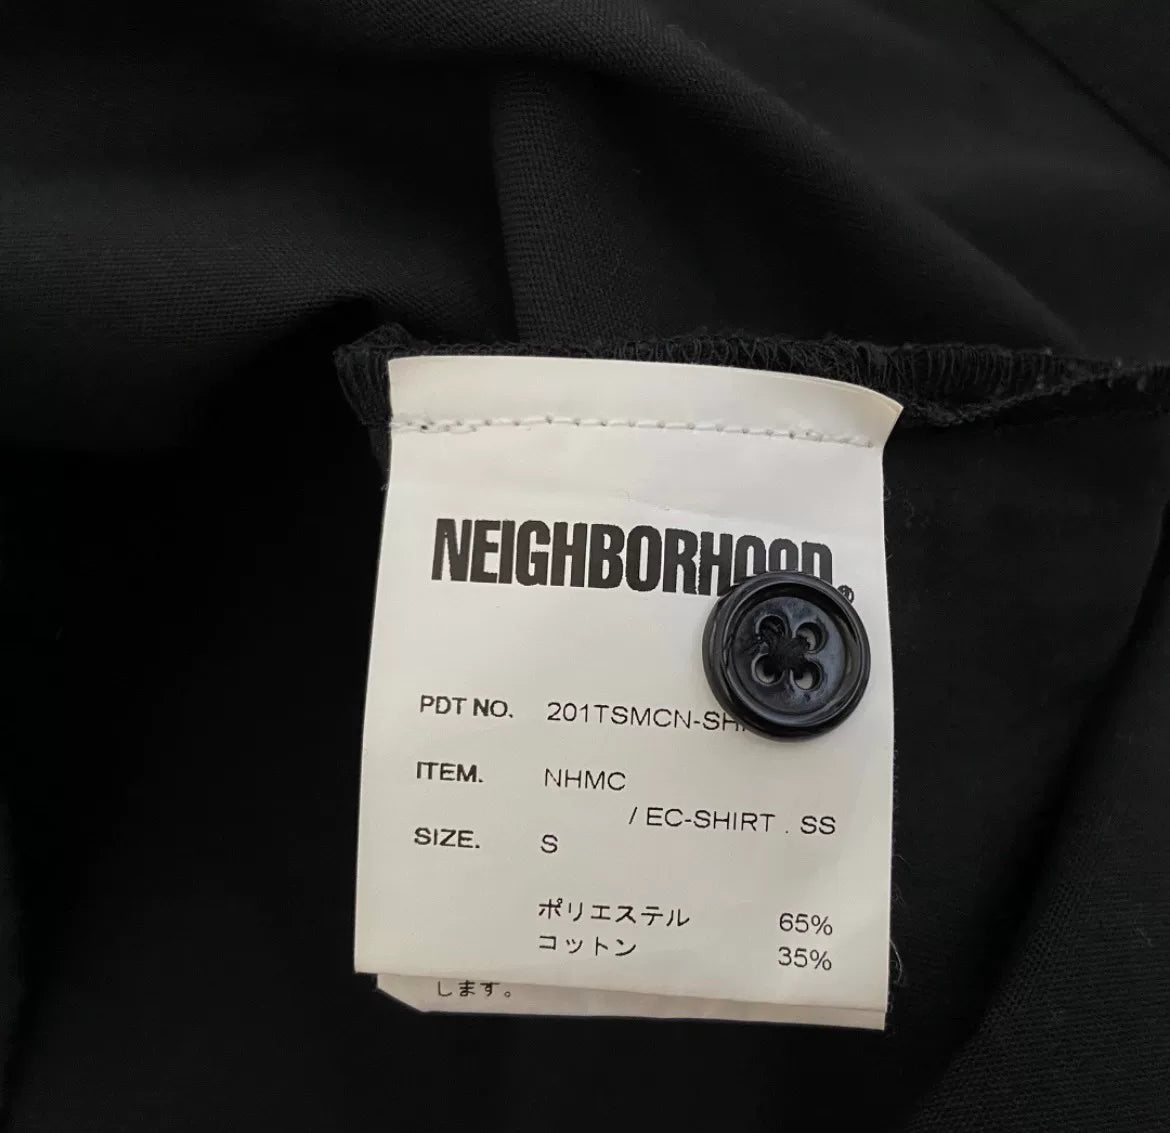 NEIGHBORHOOD®
PDT NO. 201TSMCN-SH
ITEM. NHMC
/ EC-SHIRT . SS
SIZE. S
ポリエステル 65%
コットン 35%
します。